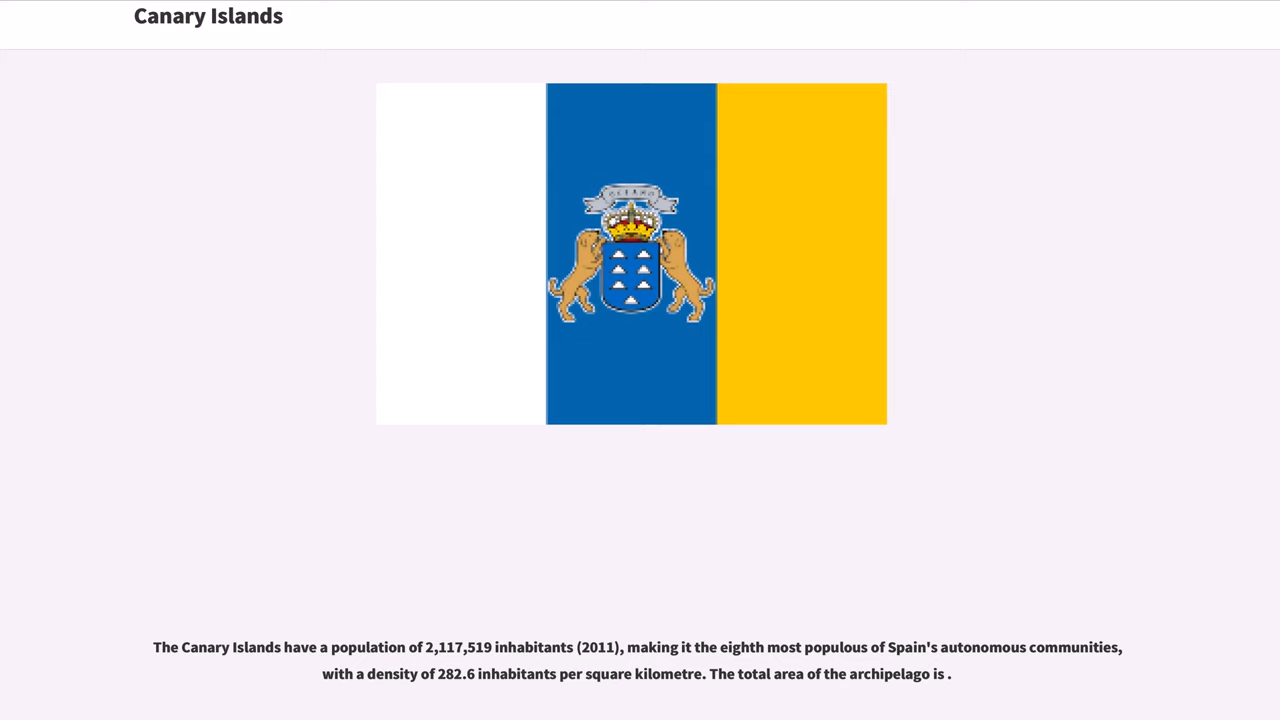 Canary Islands
OCEANO
The Canary Islands have a population of 2,117,519 inhabitants (2011), making it the eighth most populous of Spain's autonomous communities,
with a density of 282.6 inhabitants per square kilometre. The total area of the archipelago is .